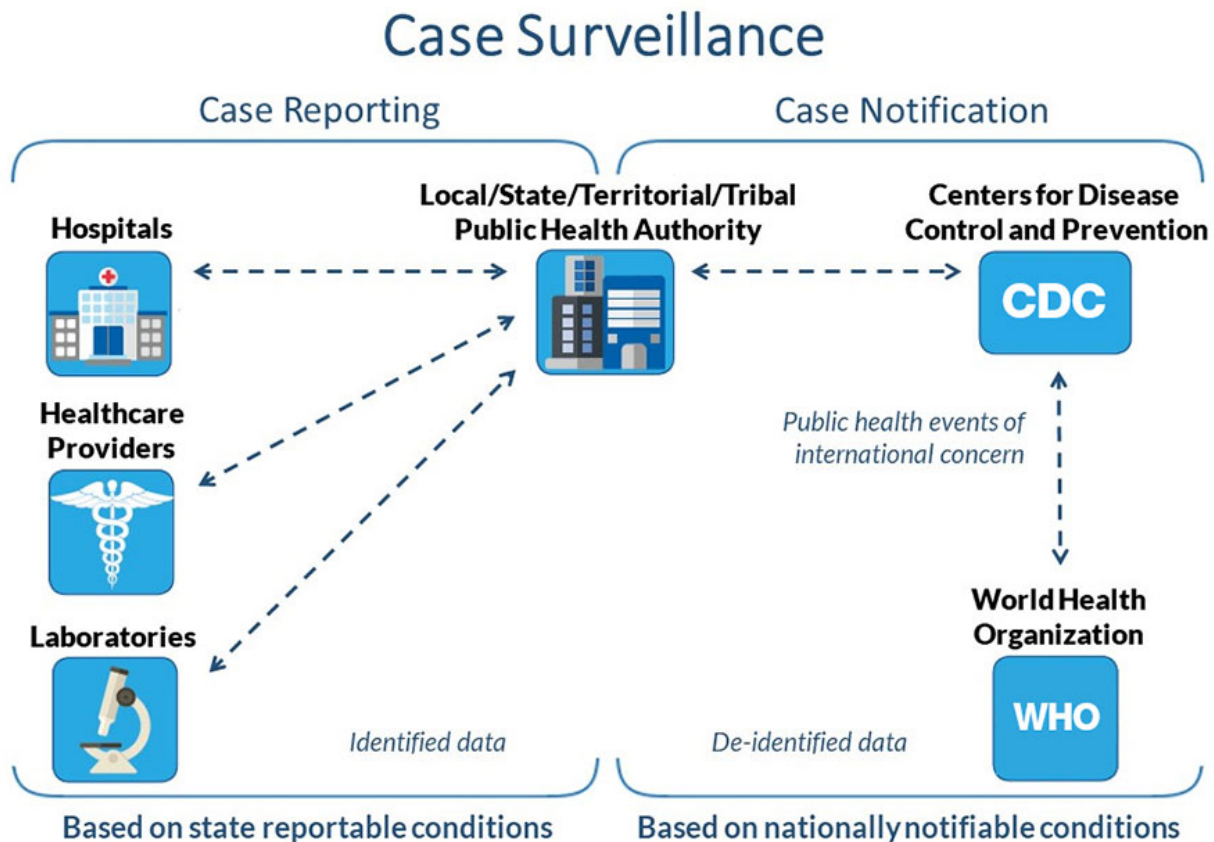 Case Surveillance
Case Reporting
Case Notification
Hospitals
Local/State/Territorial/Tribal
Public Health Authority
Centers for Disease
Control and Prevention
CDC
Healthcare
Providers
Public health events of
international concern
Laboratories
World Health
Organization
WHO
Identified data
De-identified data
Based on state reportable conditions
Based on nationally notifiable conditions